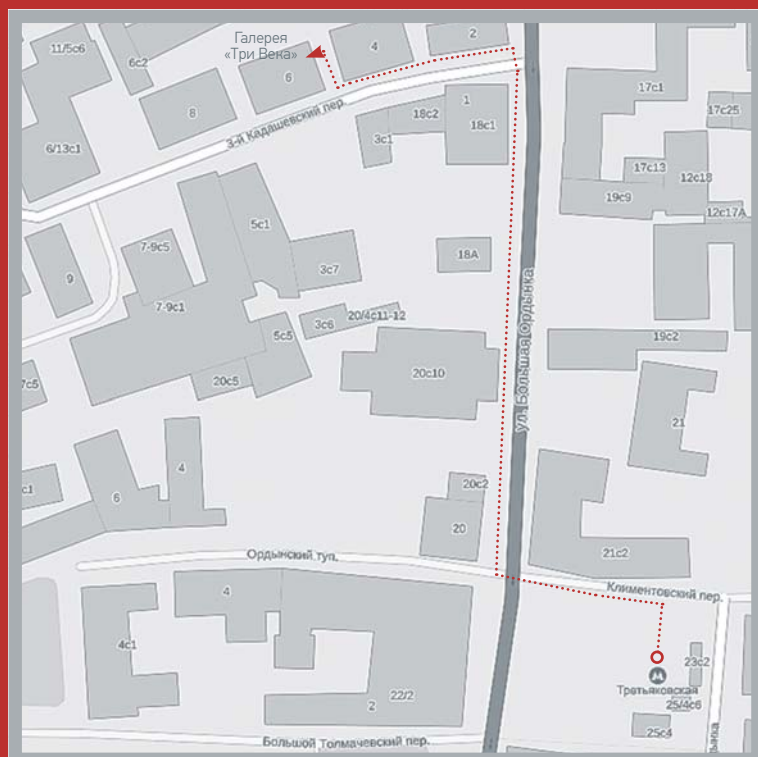 Галерея
«Три Века»
4
2
11/5с6
6с2
6
8
3-й Кадашевский пер.
6/13с1
3с1
18с2
1
18с1
17с1
17с25
17с13
12с18
19с9
12с17А
5с1
7-9с5
3с7
18А
9
7-9с1
20/4с11-12
3с6
5с5
ул. Большая Ордынка
19с2
20с10
20с5
7с5
21
4
с1
6
20с2
20
21с2
Ордынский туп.
Климентовский пер.
4
4с1
23с2
М
Третьяковская
22/2
2
25/4с6
25с4
Большой Толмачевский пер.
ынка